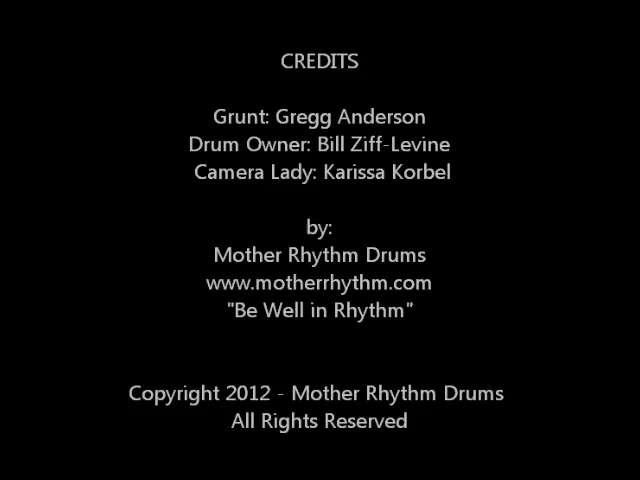 CREDITS
Grunt: Gregg Anderson
Drum Owner: Bill Ziff-Levine
Camera Lady: Karissa Korbel
by:
Mother Rhythm Drums
www.motherrhythm.com
"Be Well in Rhythm"
Copyright 2012 - Mother Rhythm Drums
All Rights Reserved